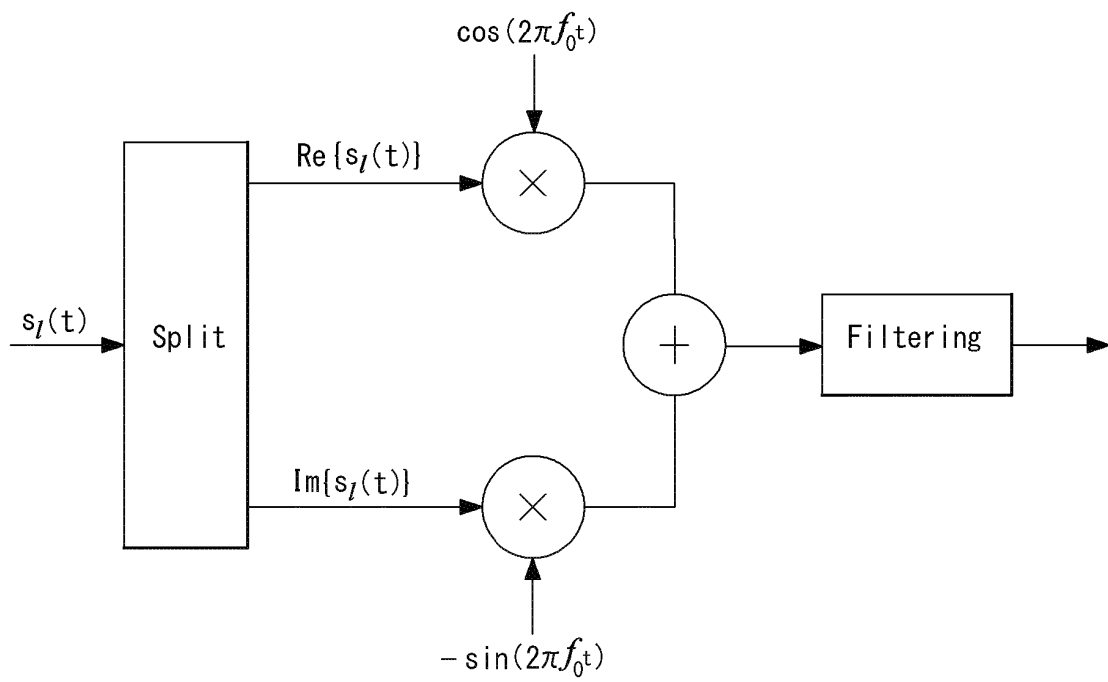 cos(2πf₀t)
Re{sₗ(t)}
sₗ(t)
Split
Filtering
Im{sₗ(t)}
−sin(2πf₀t)